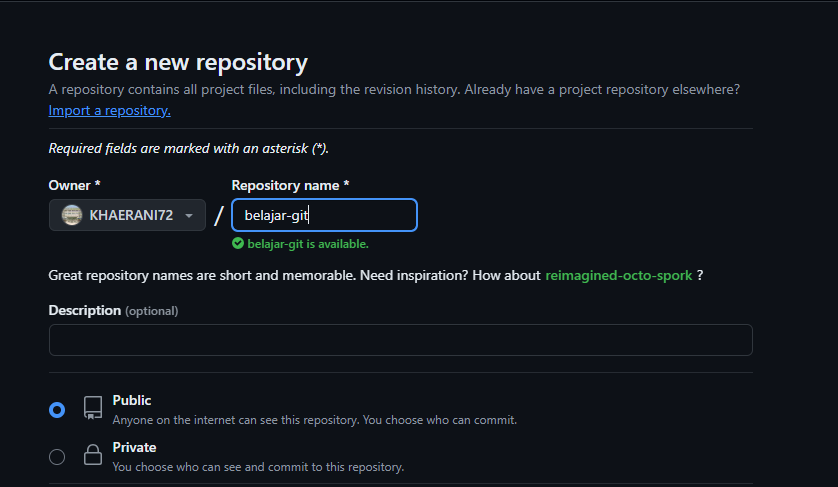 Create a new repository
A repository contains all project files, including the revision history. Already have a project repository elsewhere?
Import a repository.
Required fields are marked with an asterisk (*).
Owner * Repository name *
KHAERANI72 / belajar-git
belajar-git is available.
Great repository names are short and memorable. Need inspiration? How about reimagined-octo-spork ?
Description (optional)
Public
Anyone on the internet can see this repository. You choose who can commit.
Private
You choose who can see and commit to this repository.